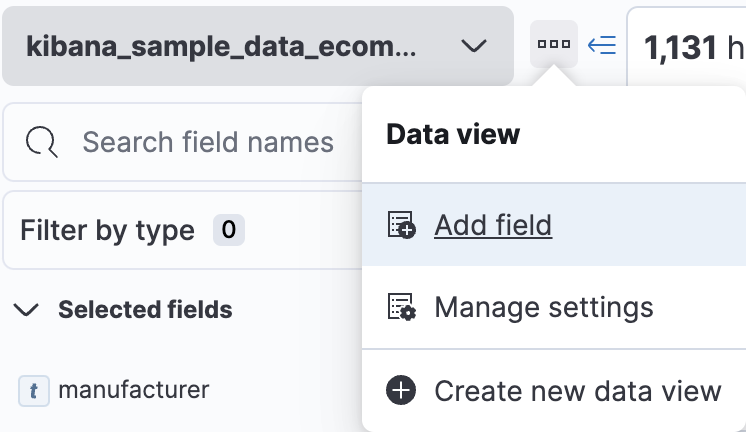 kibana_sample_data_ecom...
1,131 h
Search field names
Data view
Filter by type 0
Add field
Selected fields
Manage settings
t manufacturer
Create new data view